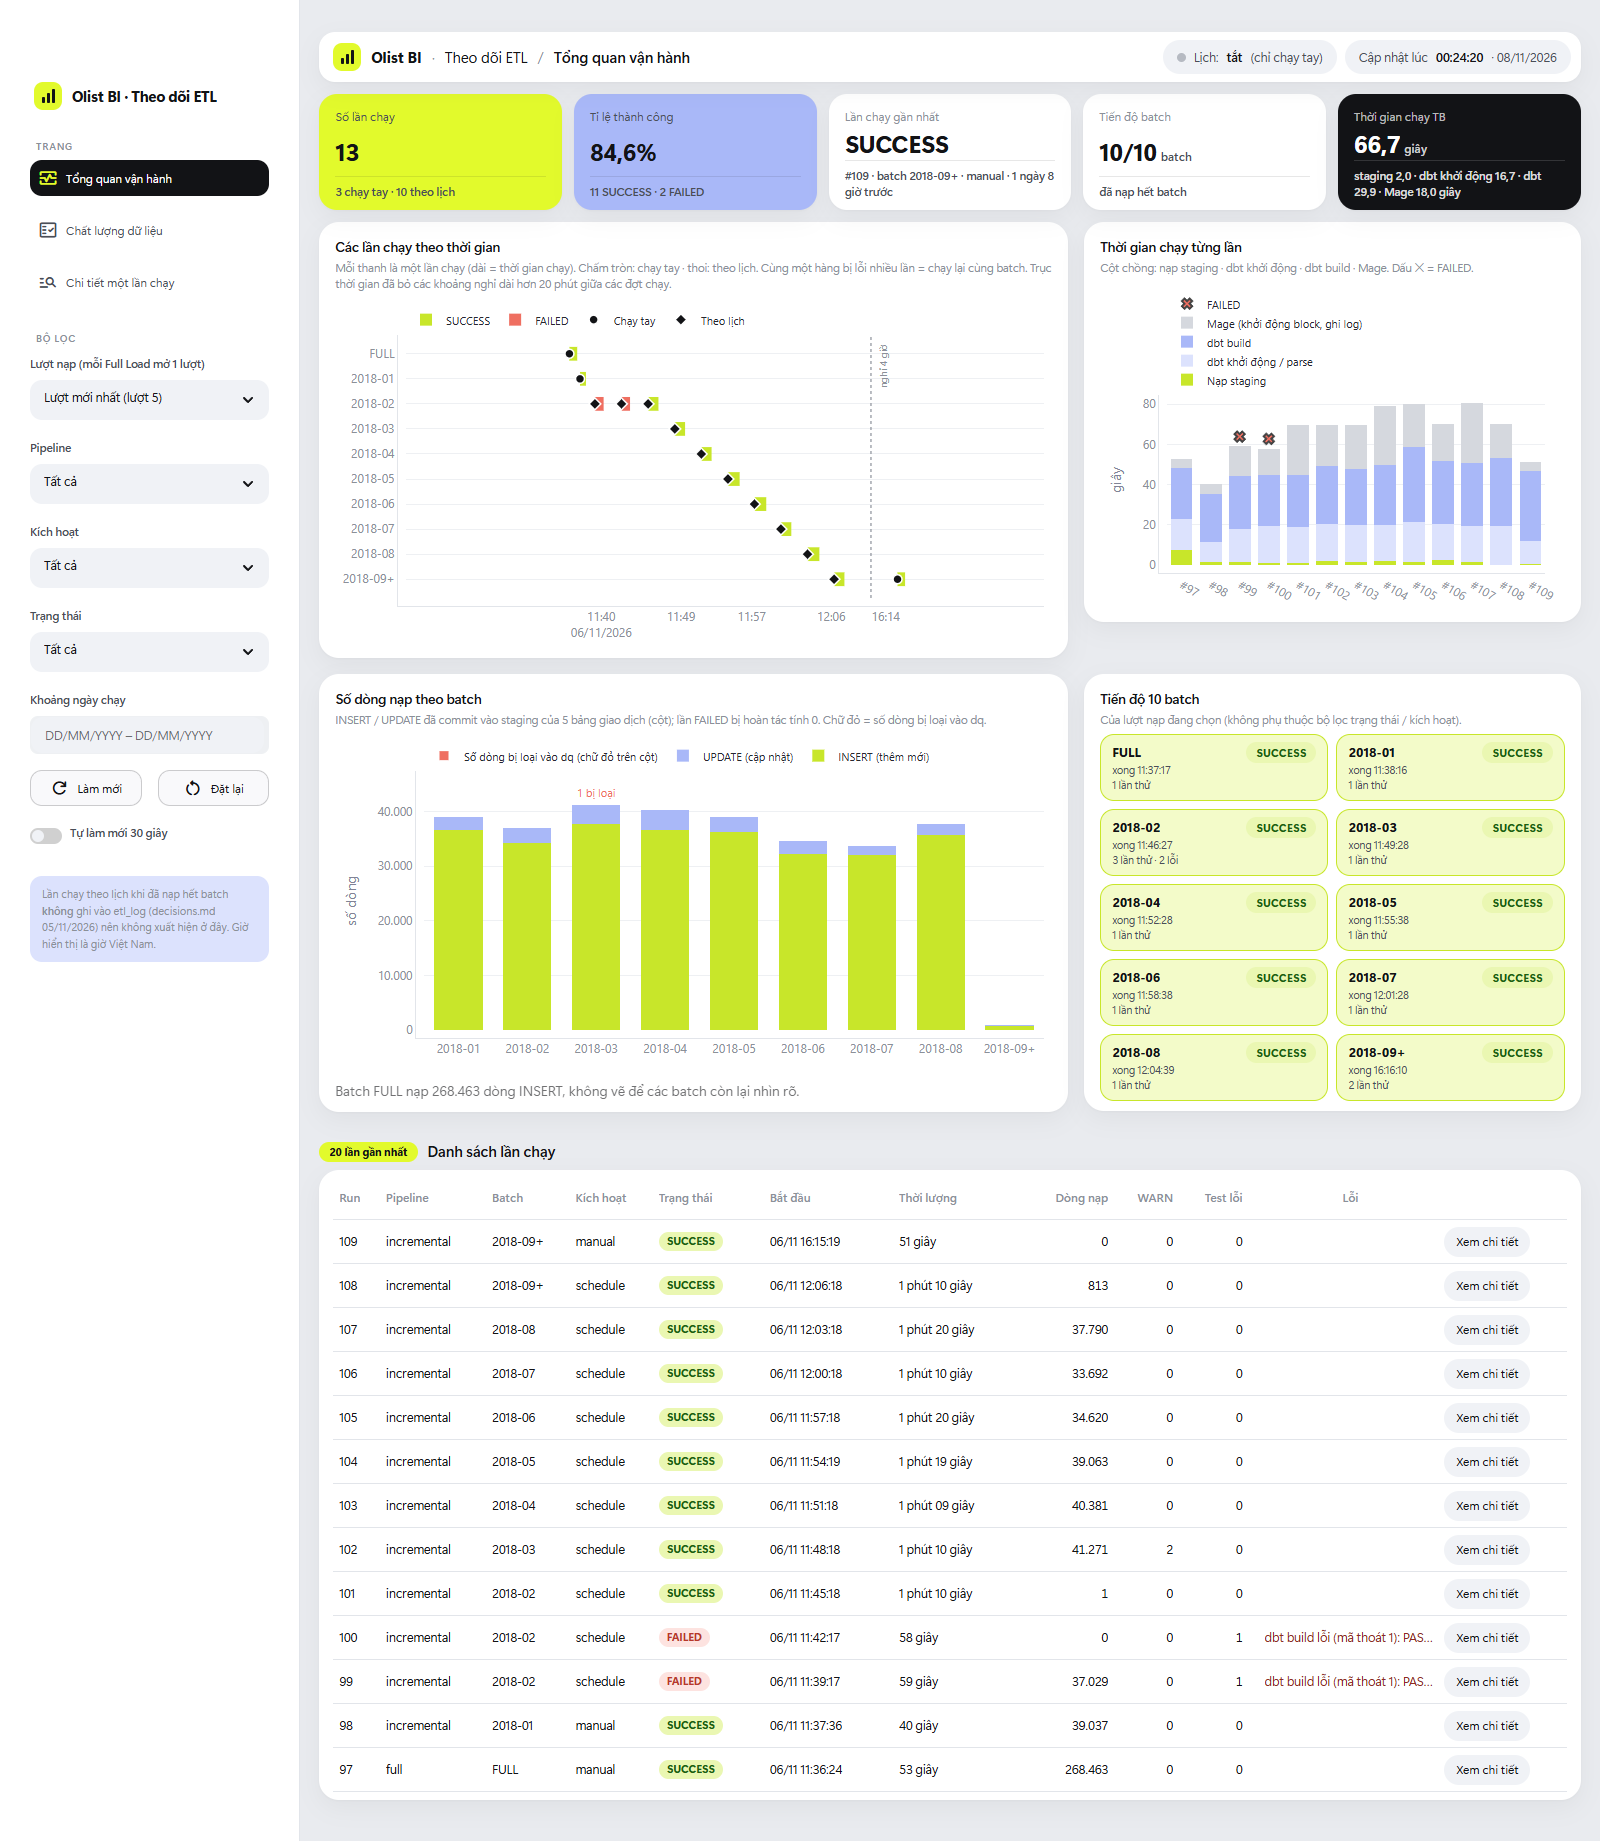 Olist BI · Theo dõi ETL
TRANG
Tổng quan vận hành
Chất lượng dữ liệu
Chi tiết một lần chạy
BỘ LỌC
Lượt nạp (mỗi Full Load mở 1 lượt)
Lượt mới nhất (lượt 5)
Pipeline
Tất cả
Kích hoạt
Tất cả
Trạng thái
Tất cả
Khoảng ngày chạy
DD/MM/YYYY – DD/MM/YYYY
Làm mới
Đặt lại
Tự làm mới 30 giây
Lần chạy theo lịch khi đã nạp hết batch
không ghi vào etl_log (decisions.md
05/11/2026) nên không xuất hiện ở đây. Giờ
hiển thị là giờ Việt Nam.
Olist BI · Theo dõi ETL / Tổng quan vận hành
Lịch: tắt (chỉ chạy tay)
Cập nhật lúc 00:24:20 · 08/11/2026
Số lần chạy
13
3 chạy tay · 10 theo lịch
Tỉ lệ thành công
84,6%
11 SUCCESS · 2 FAILED
Lần chạy gần nhất
SUCCESS
#109 · batch 2018-09+ · manual · 1 ngày 8
giờ trước
Tiến độ batch
10/10 batch
đã nạp hết batch
Thời gian chạy TB
66,7 giây
staging 2,0 · dbt khởi động 16,7 · dbt
29,9 · Mage 18,0 giây
Các lần chạy theo thời gian
Mỗi thanh là một lần chạy (dài = thời gian chạy). Chấm tròn: chạy tay · thoi: theo lịch. Cùng một hàng bị lỗi nhiều lần = chạy lại cùng batch. Trục
thời gian đã bỏ các khoảng nghỉ dài hơn 20 phút giữa các đợt chạy.
SUCCESS
FAILED
Chạy tay
Theo lịch
nghỉ 4 giờ
FULL
2018-01
2018-02
2018-03
2018-04
2018-05
2018-06
2018-07
2018-08
2018-09+
11:40
11:49
11:57
12:06
16:14
06/11/2026
Thời gian chạy từng lần
Cột chồng: nạp staging · dbt khởi động · dbt build · Mage. Dấu ✕ = FAILED.
FAILED
Mage (khởi động block, ghi log)
dbt build
dbt khởi động / parse
Nạp staging
giây
80
60
40
20
0
#97
#98
#99
#100
#101
#102
#103
#104
#105
#106
#107
#108
#109
Số dòng nạp theo batch
INSERT / UPDATE đã commit vào staging của 5 bảng giao dịch (cột); lần FAILED bị hoàn tác tính 0. Chữ đỏ = số dòng bị loại vào dq.
Số dòng bị loại vào dq (chữ đỏ trên cột)
UPDATE (cập nhật)
INSERT (thêm mới)
1 bị loại
số dòng
40.000
30.000
20.000
10.000
0
2018-01
2018-02
2018-03
2018-04
2018-05
2018-06
2018-07
2018-08
2018-09+
Batch FULL nạp 268.463 dòng INSERT, không vẽ để các batch còn lại nhìn rõ.
Tiến độ 10 batch
Của lượt nạp đang chọn (không phụ thuộc bộ lọc trạng thái / kích hoạt).
FULL SUCCESS
xong 11:37:17
1 lần thử
2018-01 SUCCESS
xong 11:38:16
1 lần thử
2018-02 SUCCESS
xong 11:46:27
3 lần thử · 2 lỗi
2018-03 SUCCESS
xong 11:49:28
1 lần thử
2018-04 SUCCESS
xong 11:52:28
1 lần thử
2018-05 SUCCESS
xong 11:55:38
1 lần thử
2018-06 SUCCESS
xong 11:58:38
1 lần thử
2018-07 SUCCESS
xong 12:01:28
1 lần thử
2018-08 SUCCESS
xong 12:04:39
1 lần thử
2018-09+ SUCCESS
xong 16:16:10
2 lần thử
20 lần gần nhất Danh sách lần chạy
Run Pipeline Batch Kích hoạt Trạng thái Bắt đầu Thời lượng Dòng nạp WARN Test lỗi Lỗi
109 incremental 2018-09+ manual SUCCESS 06/11 16:15:19 51 giây 0 0 0 Xem chi tiết
108 incremental 2018-09+ schedule SUCCESS 06/11 12:06:18 1 phút 10 giây 813 0 0 Xem chi tiết
107 incremental 2018-08 schedule SUCCESS 06/11 12:03:18 1 phút 20 giây 37.790 0 0 Xem chi tiết
106 incremental 2018-07 schedule SUCCESS 06/11 12:00:18 1 phút 10 giây 33.692 0 0 Xem chi tiết
105 incremental 2018-06 schedule SUCCESS 06/11 11:57:18 1 phút 20 giây 34.620 0 0 Xem chi tiết
104 incremental 2018-05 schedule SUCCESS 06/11 11:54:19 1 phút 19 giây 39.063 0 0 Xem chi tiết
103 incremental 2018-04 schedule SUCCESS 06/11 11:51:18 1 phút 09 giây 40.381 0 0 Xem chi tiết
102 incremental 2018-03 schedule SUCCESS 06/11 11:48:18 1 phút 10 giây 41.271 2 0 Xem chi tiết
101 incremental 2018-02 schedule SUCCESS 06/11 11:45:18 1 phút 10 giây 1 0 0 Xem chi tiết
100 incremental 2018-02 schedule FAILED 06/11 11:42:17 58 giây 0 0 1 dbt build lỗi (mã thoát 1): PAS... Xem chi tiết
99 incremental 2018-02 schedule FAILED 06/11 11:39:17 59 giây 37.029 0 1 dbt build lỗi (mã thoát 1): PAS... Xem chi tiết
98 incremental 2018-01 manual SUCCESS 06/11 11:37:36 40 giây 39.037 0 0 Xem chi tiết
97 full FULL manual SUCCESS 06/11 11:36:24 53 giây 268.463 0 0 Xem chi tiết